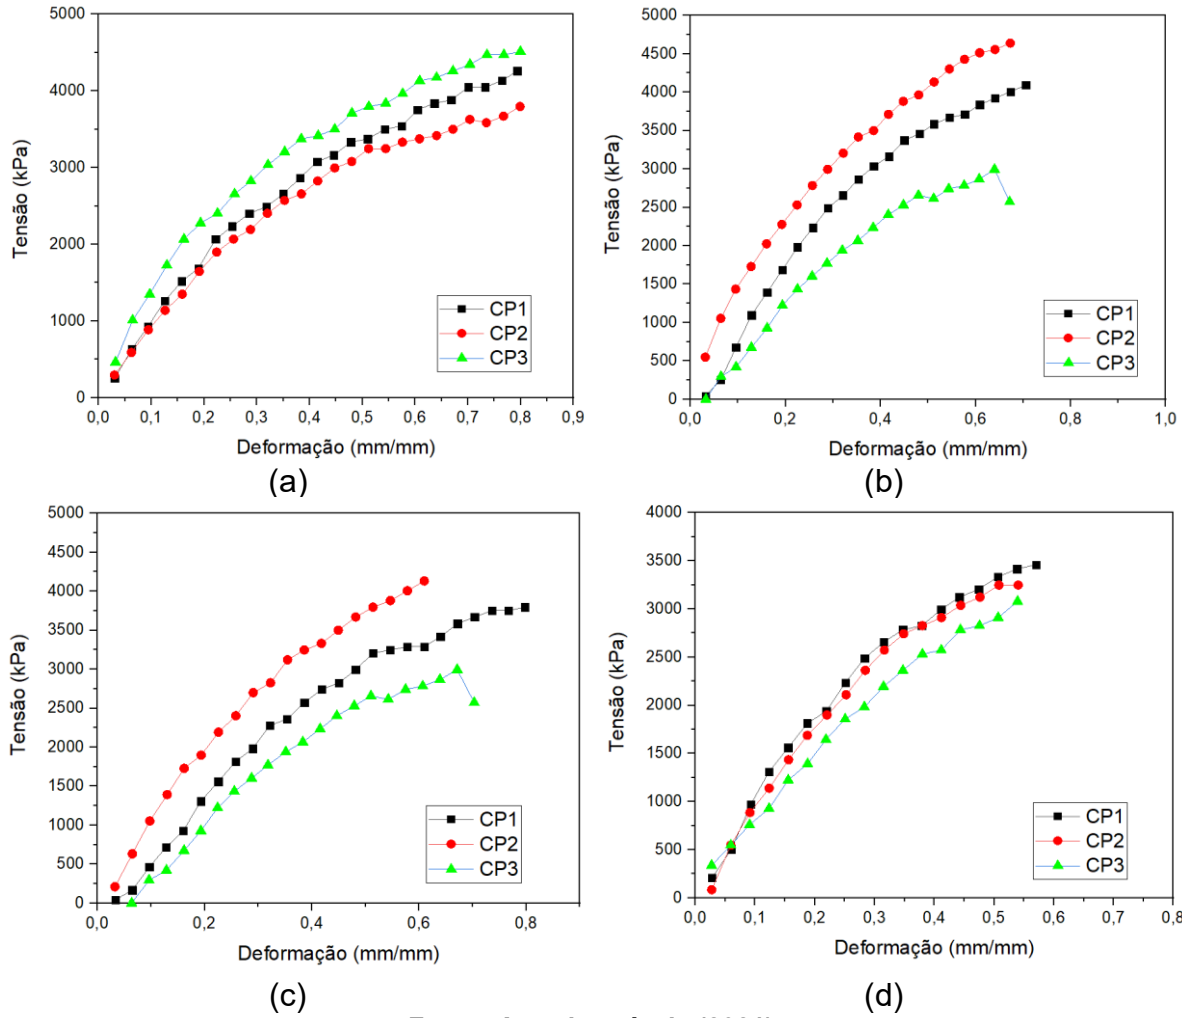 5000
4000
3000
2000
1000
0
Tensão (kPa)
0,0 0,1 0,2 0,3 0,4 0,5 0,6 0,7 0,8 0,9
Deformação (mm/mm)
CP1
CP2
CP3
(a)
5000
4500
4000
3500
3000
2500
2000
1500
1000
500
0
Tensão (kPa)
0,0 0,2 0,4 0,6 0,8 1,0
Deformação (mm/mm)
CP1
CP2
CP3
(b)
5000
4500
4000
3500
3000
2500
2000
1500
1000
500
0
Tensão (kPa)
0,0 0,2 0,4 0,6 0,8
Deformação (mm/mm)
CP1
CP2
CP3
(c)
4000
3500
3000
2500
2000
1500
1000
500
0
Tensão (kPa)
0,0 0,1 0,2 0,3 0,4 0,5 0,6 0,7 0,8
Deformação (mm/mm)
CP1
CP2
CP3
(d)